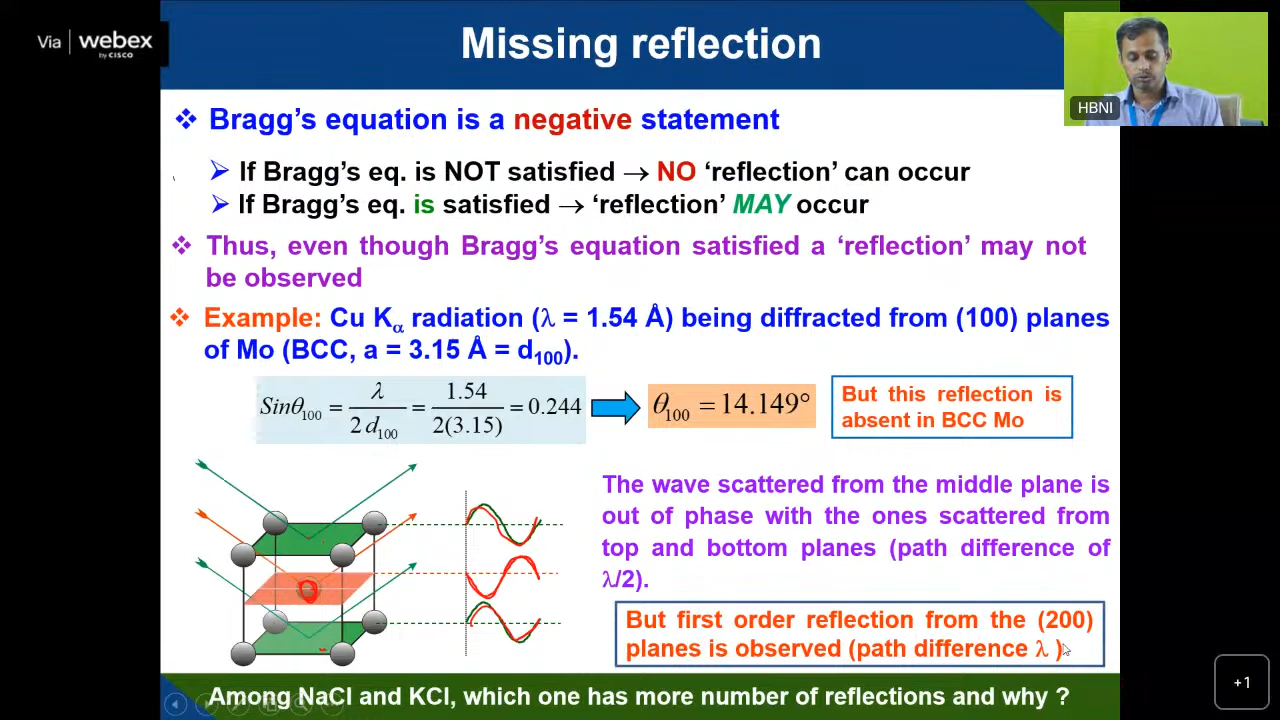 Via | webex
by CISCO
Missing reflection
HBNI
❖ Bragg's equation is a negative statement
➢ If Bragg's eq. is NOT satisfied → NO 'reflection' can occur
➢ If Bragg's eq. is satisfied → 'reflection' MAY occur
❖ Thus, even though Bragg's equation satisfied a 'reflection' may not
be observed
❖ Example: Cu Kα radiation (λ = 1.54 Å) being diffracted from (100) planes
of Mo (BCC, a = 3.15 Å = d100).
Sinθ100 = λ / 2 d100 = 1.54 / 2(3.15) = 0.244
θ100 = 14.149°
But this reflection is
absent in BCC Mo
The wave scattered from the middle plane is
out of phase with the ones scattered from
top and bottom planes (path difference of
λ/2).
But first order reflection from the (200)
planes is observed (path difference λ )
Among NaCl and KCl, which one has more number of reflections and why ?
+1